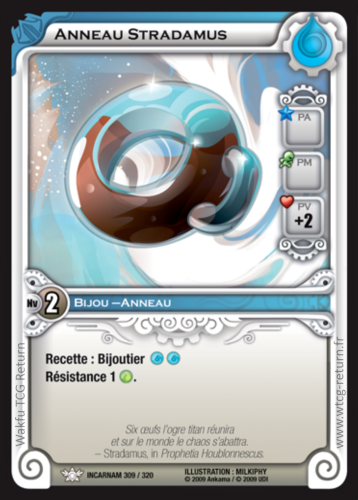 ANNEAU STRADAMUS
PA
PM
PV
+2
Nv 2 BIJOU – ANNEAU
Recette : Bijoutier
Résistance 1 .
Six œufs l'ogre titan réunira
et sur le monde le chaos s'abattra.
– Stradamus, in Prophetia Houblonnescus.
INCARNAM 309 / 320
ILLUSTRATION : MILKIPHY
© 2009 Ankama / © 2009 UDI
Wakfu TCG Return
www.wtcg-return.fr